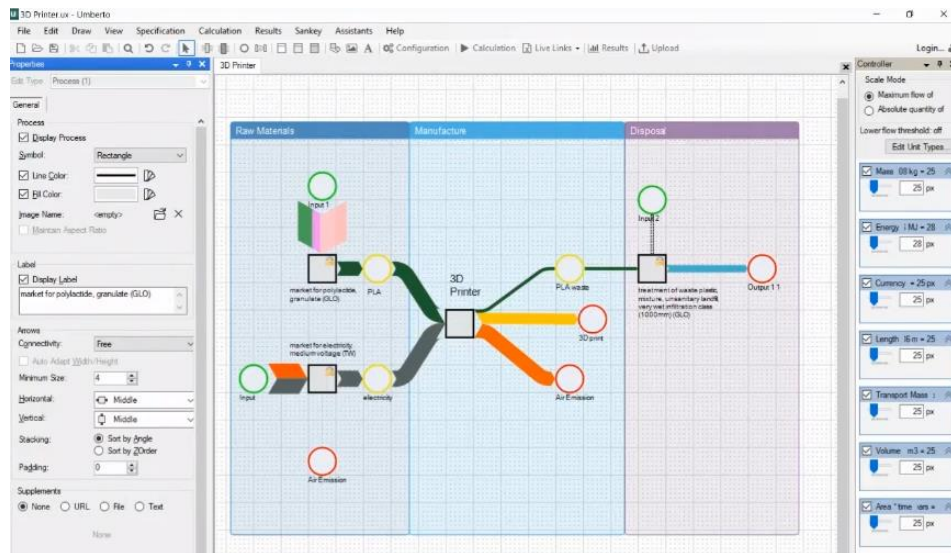 3D Printer.ux - Umberto
File Edit Draw View Specification Calculation Results Sankey Assistants Help
Configuration Calculation Live Links Results Upload Login...
Properties
Edit Type Process (1)
General
Process
Display Process
Symbol: Rectangle
Line Color:
Fill Color:
Image Name: <empty>
Maintain Aspect Ratio
Label
Display Label
market for polylactide, granulate (GLO)
Arrows
Connectivity: Free
Auto Adapt Width/Height
Minimum Size: 4
Horizontal: Middle
Vertical: Middle
Stacking: Sort by Angle
Sort by ZOrder
Padding: 0
Supplements
None URL File Text
None
3D Printer
Raw Materials
Manufacture
Disposal
Input 1
Input 2
market for polylactide,
granulate (GLO)
PLA
3D
Printer
PLA waste
treatment of waste plastic,
mixture, unsanitary landfill,
very wet infiltration class
(1000mm) (GLO)
Output 1 1
3D print
market for electricity,
medium voltage (TW)
Input
electricity
Air Emission
Air Emission
Controller
Scale Mode
Maximum flow of
Absolute quantity of
Lower flow threshold: off
Edit Unit Types...
Mass 08 kg = 25
25 px
Energy MJ = 28
28 px
Currency = 25 px
25 px
Length m = 25
25 px
Transport Mass
25 px
Volume m3 = 25
25 px
Area *time
25 px